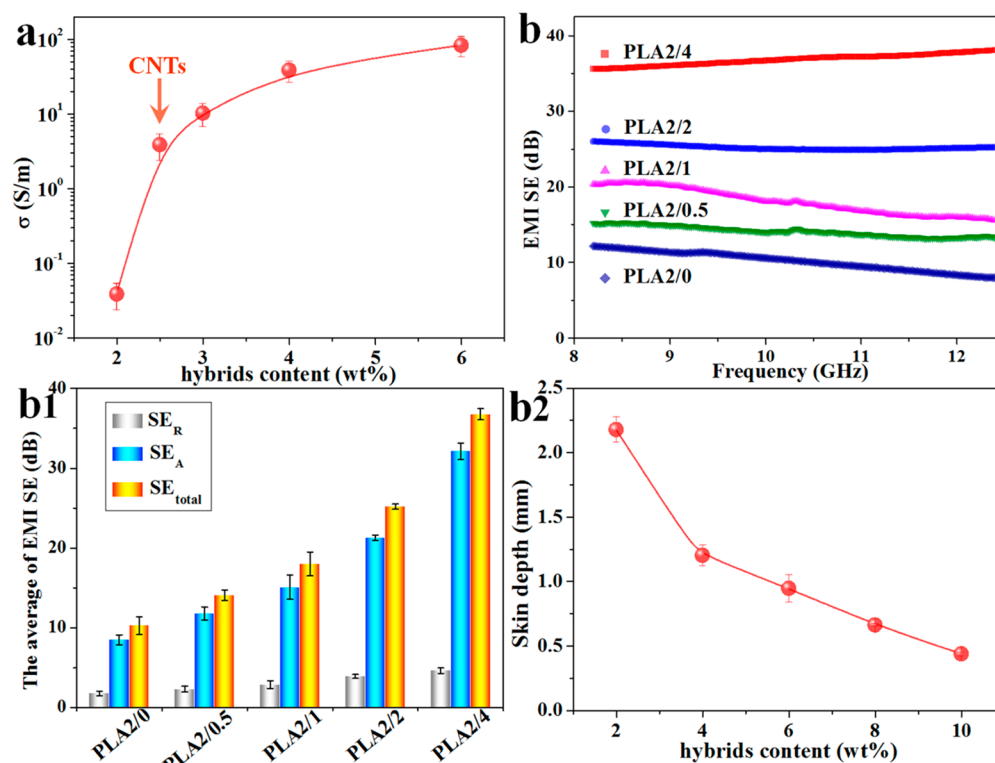 a
σ (S/m)
10²
10¹
10⁰
10⁻¹
10⁻²
CNTs
2 3 4 5 6
hybrids content (wt%)
b
EMI SE (dB)
40
30
20
10
0
PLA2/4
PLA2/2
PLA2/1
PLA2/0.5
PLA2/0
8 9 10 11 12
Frequency (GHz)
b1
The average of EMI SE (dB)
40
30
20
10
0
SE_R
SE_A
SE_total
PLA2/0 PLA2/0.5 PLA2/1 PLA2/2 PLA2/4
b2
Skin depth (mm)
2.5
2.0
1.5
1.0
0.5
0.0
2 4 6 8 10
hybrids content (wt%)